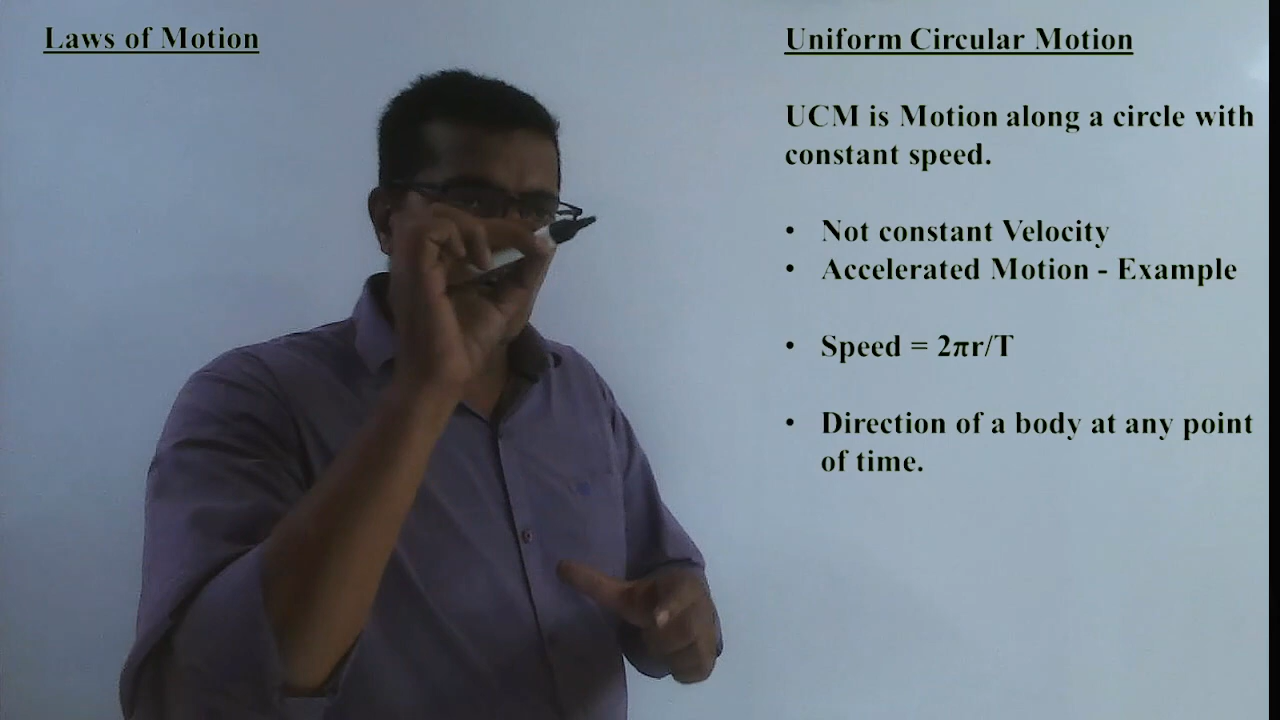 Laws of Motion
Uniform Circular Motion
UCM is Motion along a circle with
constant speed.
• Not constant Velocity
• Accelerated Motion - Example
• Speed = 2πr/T
• Direction of a body at any point
of time.